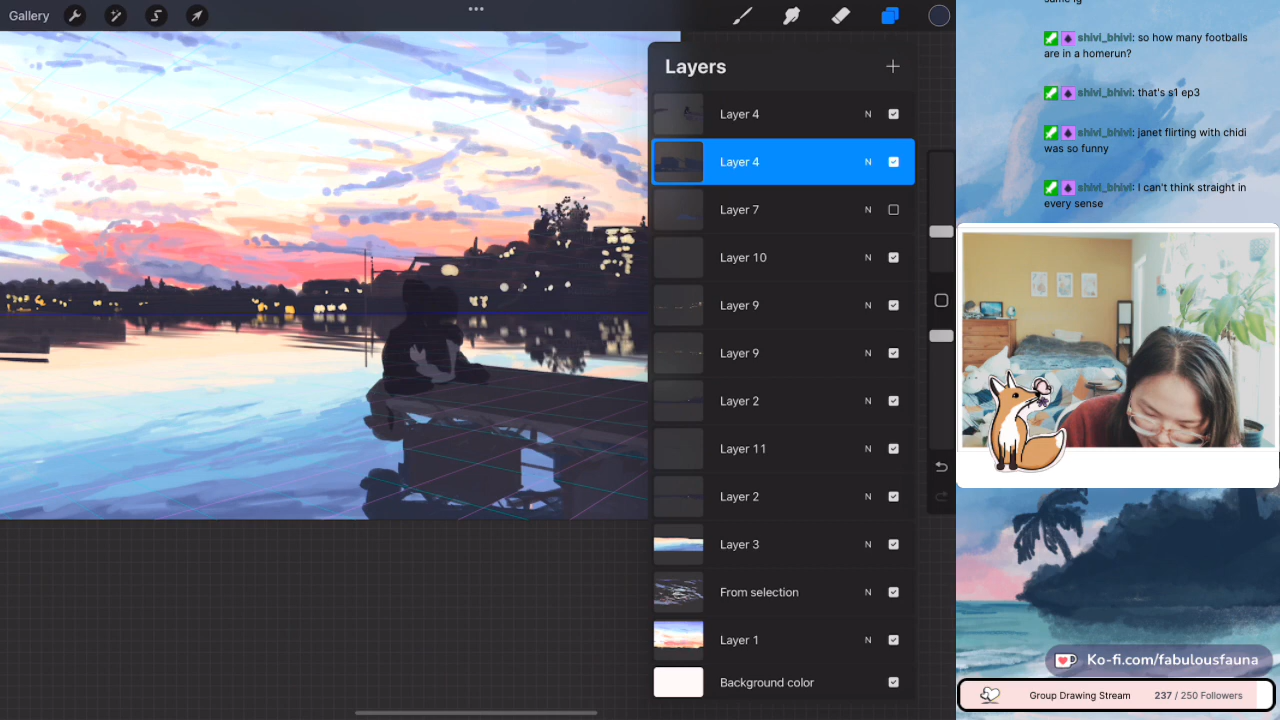 Gallery
Layers
Layer 4 N
Layer 4 N
Layer 7 N
Layer 10 N
Layer 9 N
Layer 9 N
Layer 2 N
Layer 11 N
Layer 2 N
Layer 3 N
From selection N
Layer 1 N
Background color
shivi_bhivi: so how many footballs
are in a homerun?
shivi_bhivi: that's s1 ep3
shivi_bhivi: janet flirting with chidi
was so funny
shivi_bhivi: I can't think straight in
every sense
Ko-fi.com/fabulousfauna
Group Drawing Stream 237 / 250 Followers